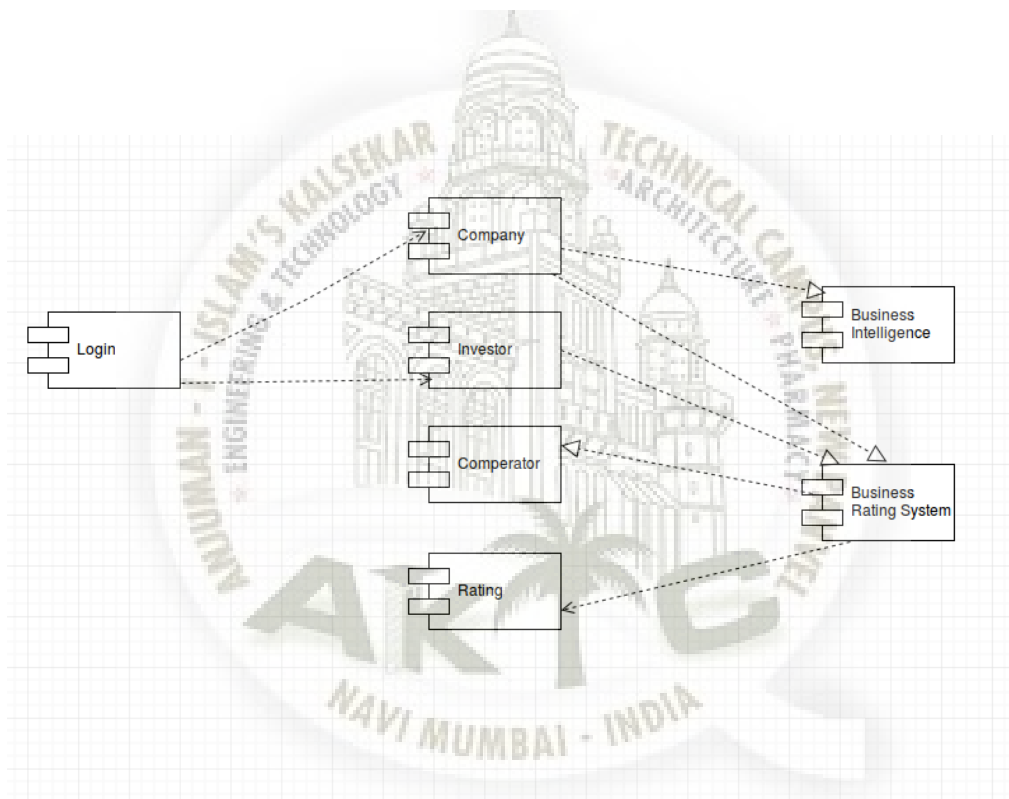 ANJUMAN - I - ISLAM'S KALSEKAR TECHNICAL CAMPUS NEW PANVEL
ENGINEERING & TECHNOLOGY * ARCHITECTURE * PHARMACY
Company
Business
Intelligence
Login
Investor
Comperator
Business
Rating System
Rating
AKTC
NAVI MUMBAI - INDIA